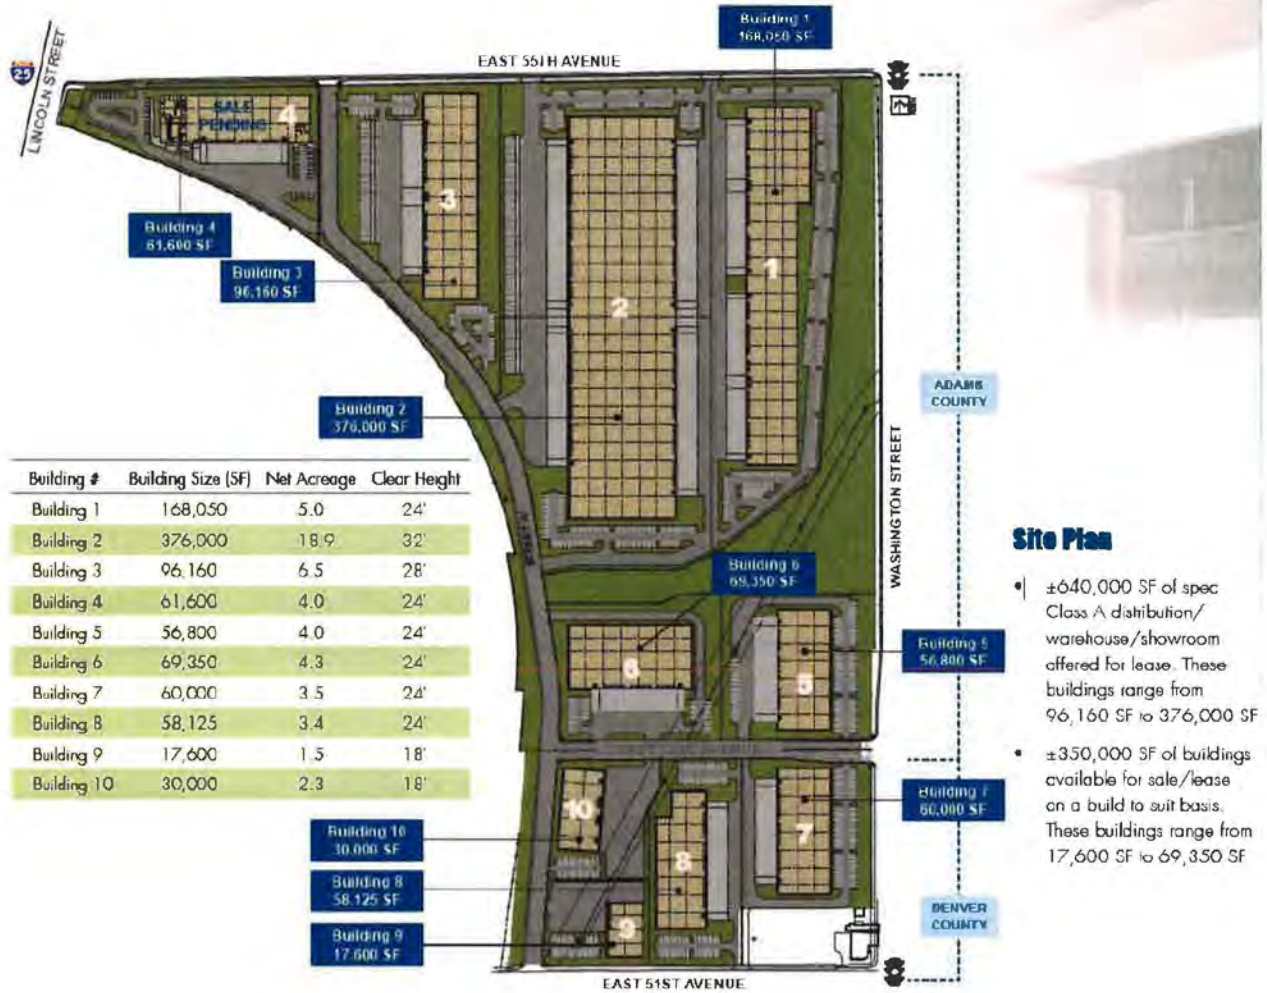 Building 1
168,050 SF
EAST 55TH AVENUE
25
LINCOLN STREET
SALE
PENDING
4
3
2
1
Building 4
61,600 SF
Building 3
96,160 SF
Building 2
376,000 SF
ADAMS
COUNTY
WASHINGTON STREET
Building # Building Size (SF) Net Acreage Clear Height
Building 1 168,050 5.0 24'
Building 2 376,000 18.9 32'
Building 3 96,160 6.5 28'
Building 4 61,600 4.0 24'
Building 5 56,800 4.0 24'
Building 6 69,350 4.3 24'
Building 7 60,000 3.5 24'
Building 8 58,125 3.4 24'
Building 9 17,600 1.5 18'
Building 10 30,000 2.3 18'
Building 6
69,350 SF
6
5
Building 5
56,800 SF
10
8
7
9
Building 7
60,000 SF
Building 10
30,000 SF
Building 8
58,125 SF
Building 9
17,600 SF
DENVER
COUNTY
EAST 51ST AVENUE
Site Plan
• ±640,000 SF of spec
Class A distribution/
warehouse/showroom
offered for lease. These
buildings range from
96,160 SF to 376,000 SF
• ±350,000 SF of buildings
available for sale/lease
on a build to suit basis.
These buildings range from
17,600 SF to 69,350 SF